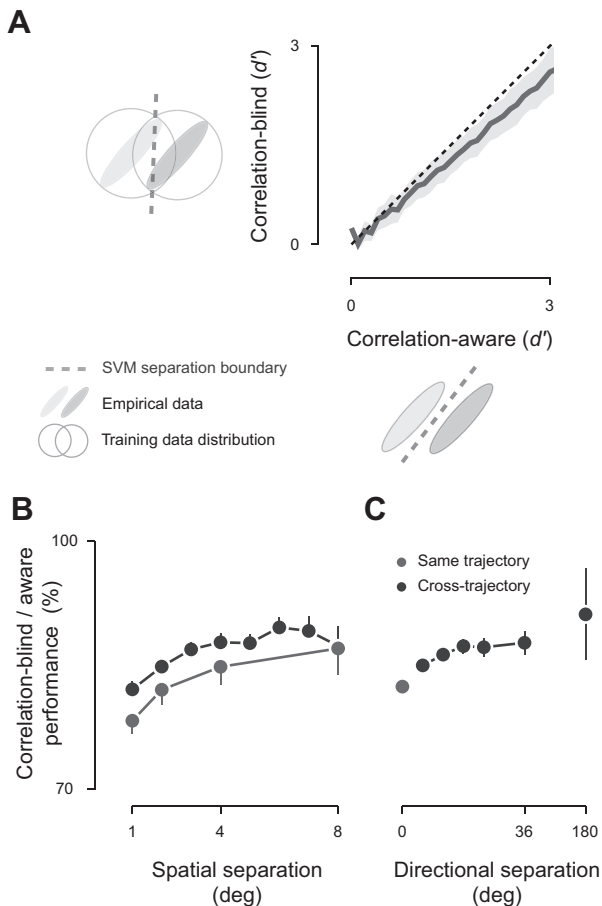 A
Correlation-blind (d′)
3
0
0
3
Correlation-aware (d′)
SVM separation boundary
Empirical data
Training data distribution
B
Correlation-blind / aware
performance (%)
100
70
1
4
8
Spatial separation
(deg)
C
Same trajectory
Cross-trajectory
0
36
180
Directional separation
(deg)